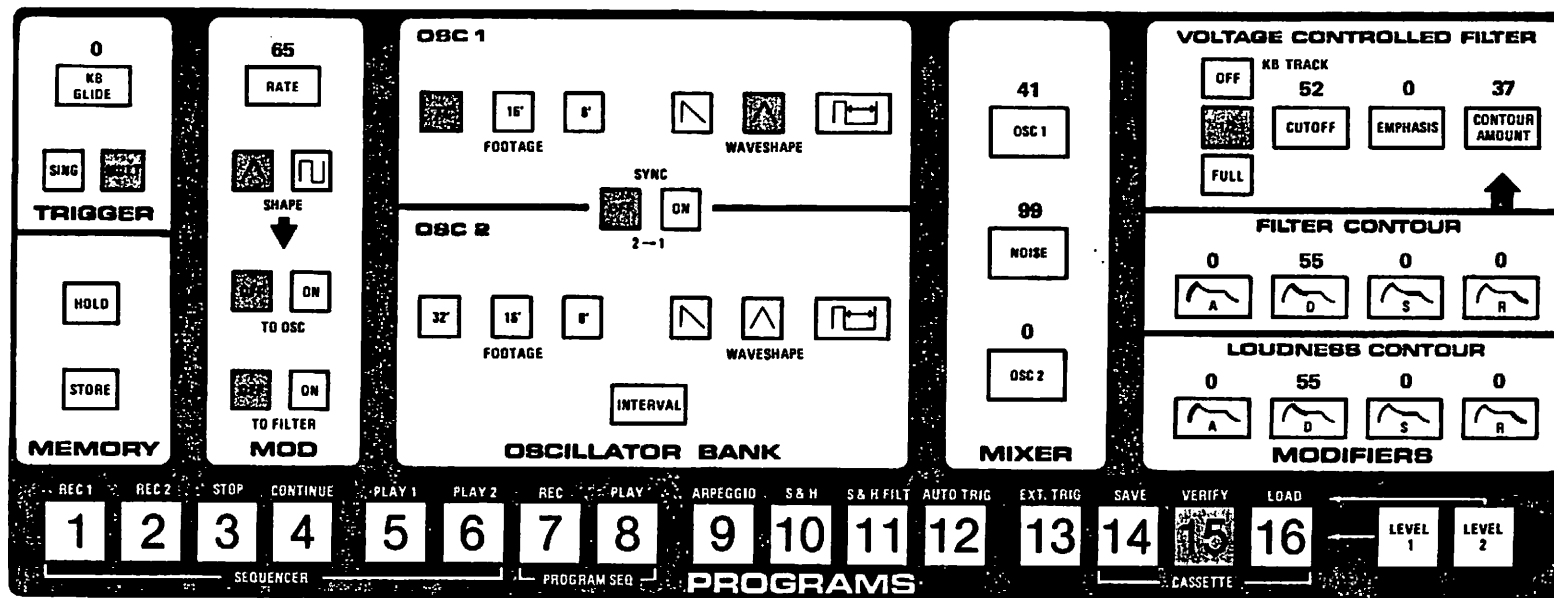 0
KB
GLIDE
SING
TRIGGER
HOLD
STORE
MEMORY
65
RATE
SHAPE
OFF ON
TO OSC
OFF ON
TO FILTER
MOD
OSC 1
16' 8'
FOOTAGE
WAVESHAPE
SYNC
ON
2→1
OSC 2
32' 16' 8'
FOOTAGE
WAVESHAPE
INTERVAL
OSCILLATOR BANK
41
OSC 1
99
NOISE
0
OSC 2
MIXER
VOLTAGE CONTROLLED FILTER
OFF
FULL
KB TRACK
52 0 37
CUTOFF EMPHASIS CONTOUR AMOUNT
FILTER CONTOUR
0 55 0 0
A D S R
LOUDNESS CONTOUR
0 55 0 0
A D S R
MODIFIERS
REC 1 REC 2 STOP CONTINUE PLAY 1 PLAY 2 REC PLAY ARPEGGIO S & H S & H FILT AUTO TRIG EXT. TRIG SAVE VERIFY LOAD
1 2 3 4 5 6 7 8 9 10 11 12 13 14 15 16
LEVEL 1 LEVEL 2
SEQUENCER PROGRAM SEQ PROGRAMS CASSETTE